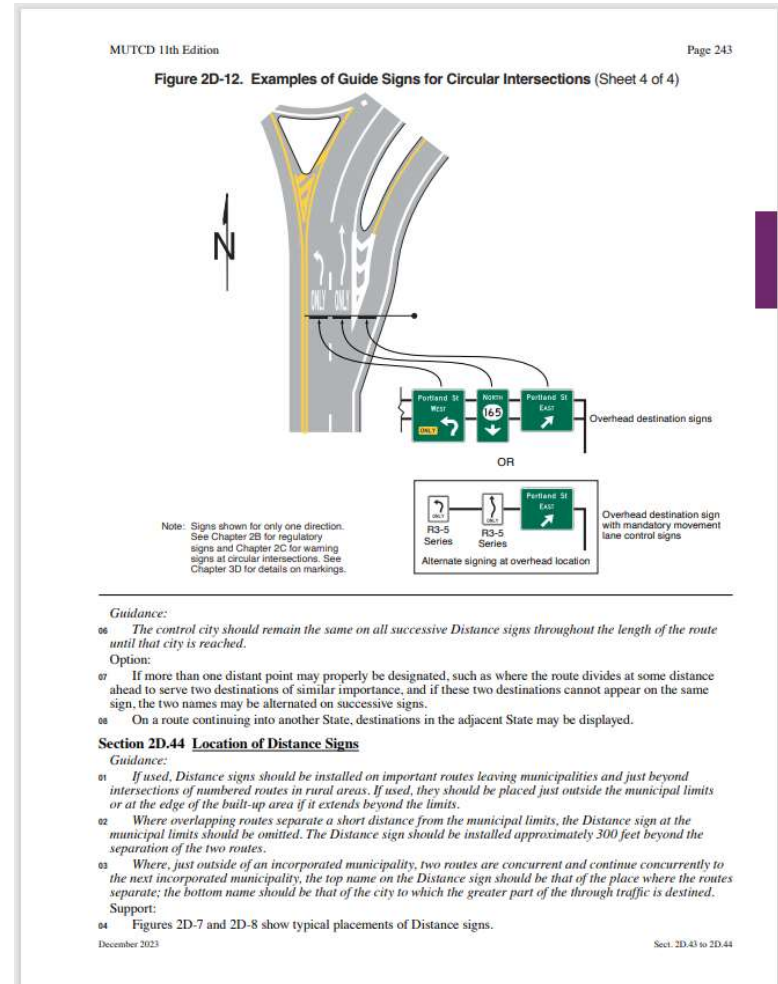 MUTCD 11th Edition Page 243
Figure 2D-12. Examples of Guide Signs for Circular Intersections (Sheet 4 of 4)
N
ONLY ONLY
Portland St
West
ONLY
North
165
Portland St
East
Overhead destination signs
OR
ONLY
R3-5
Series
ONLY
R3-5
Series
Portland St
East
Overhead destination sign
with mandatory movement
lane control signs
Alternate signing at overhead location
Note: Signs shown for only one direction.
See Chapter 2B for regulatory
signs and Chapter 2C for warning
signs at circular intersections. See
Chapter 3D for details on markings.
Guidance:
06 The control city should remain the same on all successive Distance signs throughout the length of the route
until that city is reached.
Option:
07 If more than one distant point may properly be designated, such as where the route divides at some distance
ahead to serve two destinations of similar importance, and if these two destinations cannot appear on the same
sign, the two names may be alternated on successive signs.
08 On a route continuing into another State, destinations in the adjacent State may be displayed.
Section 2D.44 Location of Distance Signs
Guidance:
01 If used, Distance signs should be installed on important routes leaving municipalities and just beyond
intersections of numbered routes in rural areas. If used, they should be placed just outside the municipal limits
or at the edge of the built-up area if it extends beyond the limits.
02 Where overlapping routes separate a short distance from the municipal limits, the Distance sign at the
municipal limits should be omitted. The Distance sign should be installed approximately 300 feet beyond the
separation of the two routes.
03 Where, just outside of an incorporated municipality, two routes are concurrent and continue concurrently to
the next incorporated municipality, the top name on the Distance sign should be that of the place where the routes
separate; the bottom name should be that of the city to which the greater part of the through traffic is destined.
Support:
04 Figures 2D-7 and 2D-8 show typical placements of Distance signs.
December 2023 Sect. 2D.43 to 2D.44